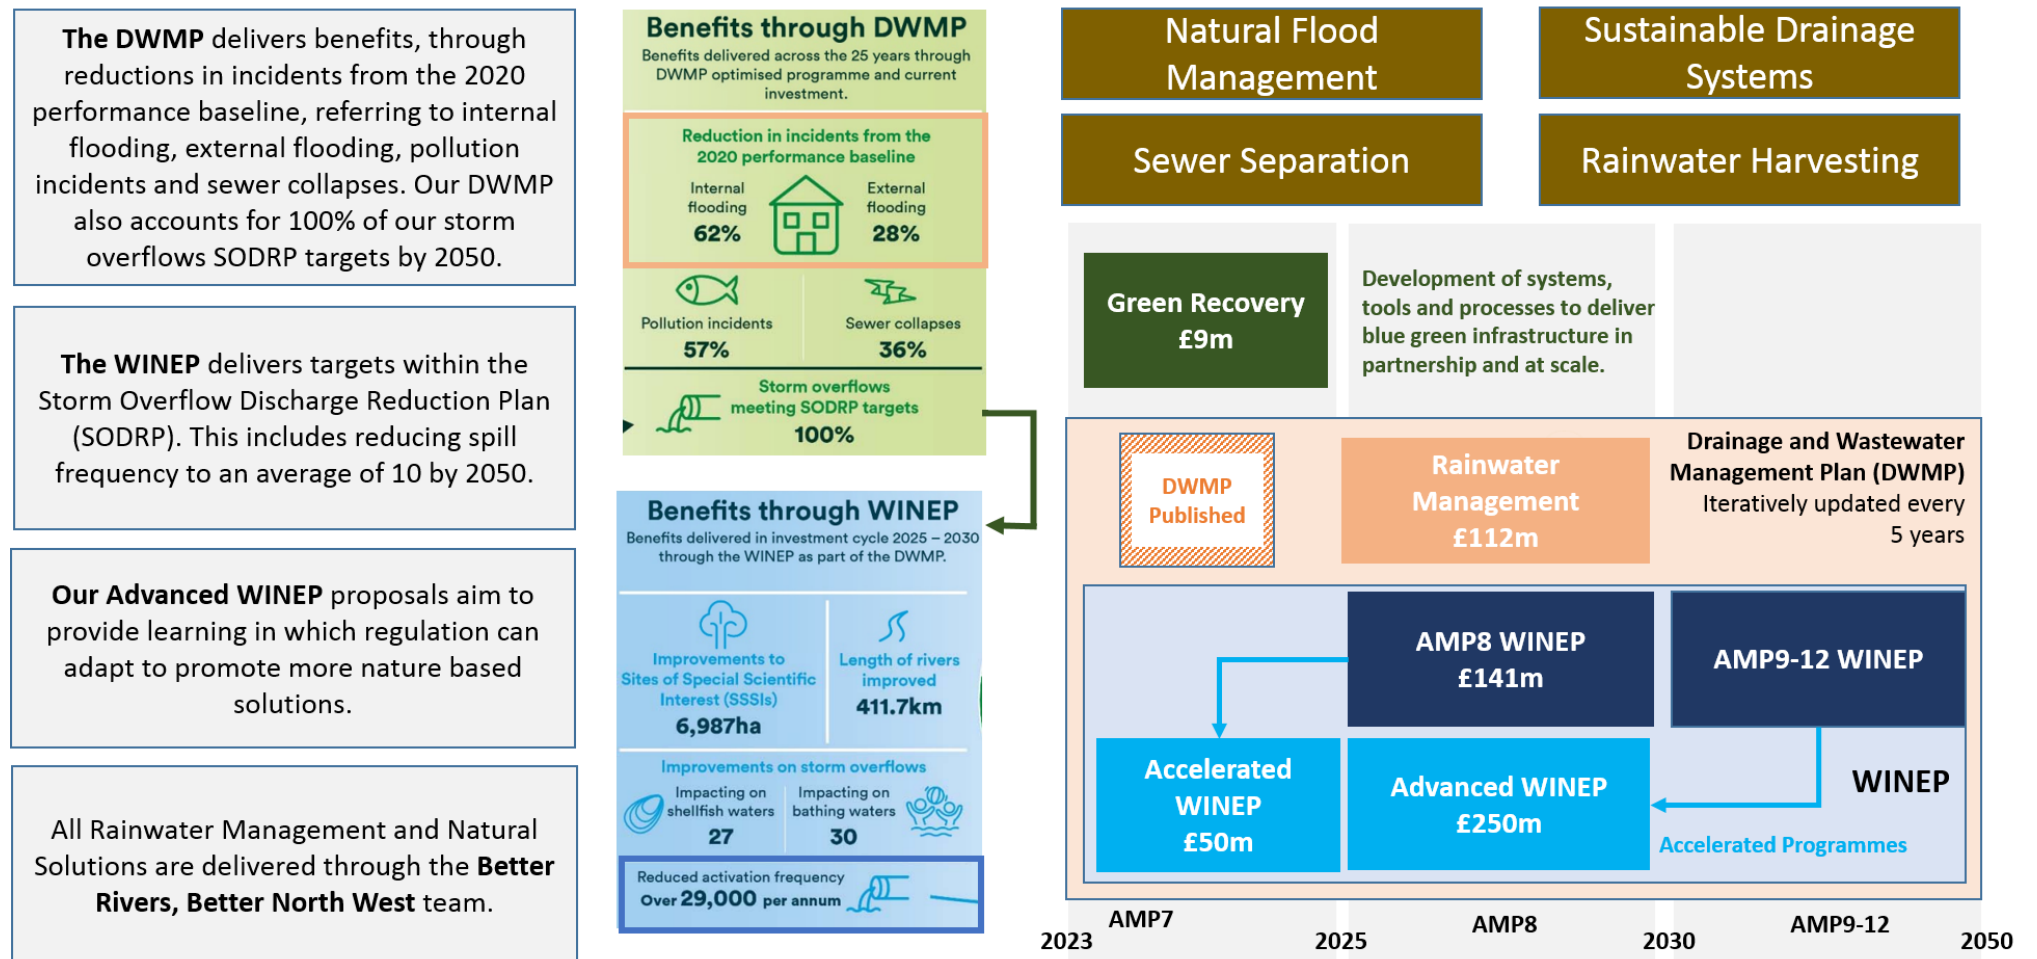 The DWMP delivers benefits, through
reductions in incidents from the 2020
performance baseline, referring to internal
flooding, external flooding, pollution
incidents and sewer collapses. Our DWMP
also accounts for 100% of our storm
overflows SODRP targets by 2050.
The WINEP delivers targets within the
Storm Overflow Discharge Reduction Plan
(SODRP). This includes reducing spill
frequency to an average of 10 by 2050.
Our Advanced WINEP proposals aim to
provide learning in which regulation can
adapt to promote more nature based
solutions.
All Rainwater Management and Natural
Solutions are delivered through the Better
Rivers, Better North West team.
Benefits through DWMP
Benefits delivered across the 25 years through
DWMP optimised programme and current
investment.
Reduction in incidents from the
2020 performance baseline
Internal
flooding
62%
External
flooding
28%
Pollution incidents
57%
Sewer collapses
36%
Storm overflows
meeting SODRP targets
100%
Benefits through WINEP
Benefits delivered in investment cycle 2025 – 2030
through the WINEP as part of the DWMP.
Improvements to
Sites of Special Scientific
Interest (SSSIs)
6,987ha
Length of rivers
improved
411.7km
Improvements on storm overflows
Impacting on
shellfish waters
27
Impacting on
bathing waters
30
Reduced activation frequency
Over 29,000 per annum
Natural Flood
Management
Sustainable Drainage
Systems
Sewer Separation
Rainwater Harvesting
Green Recovery
£9m
Development of systems,
tools and processes to deliver
blue green infrastructure in
partnership and at scale.
DWMP
Published
Rainwater
Management
£112m
Drainage and Wastewater
Management Plan (DWMP)
Iteratively updated every
5 years
AMP8 WINEP
£141m
AMP9-12 WINEP
Accelerated
WINEP
£50m
Advanced WINEP
£250m
WINEP
Accelerated Programmes
AMP7
AMP8
AMP9-12
2023
2025
2030
2050